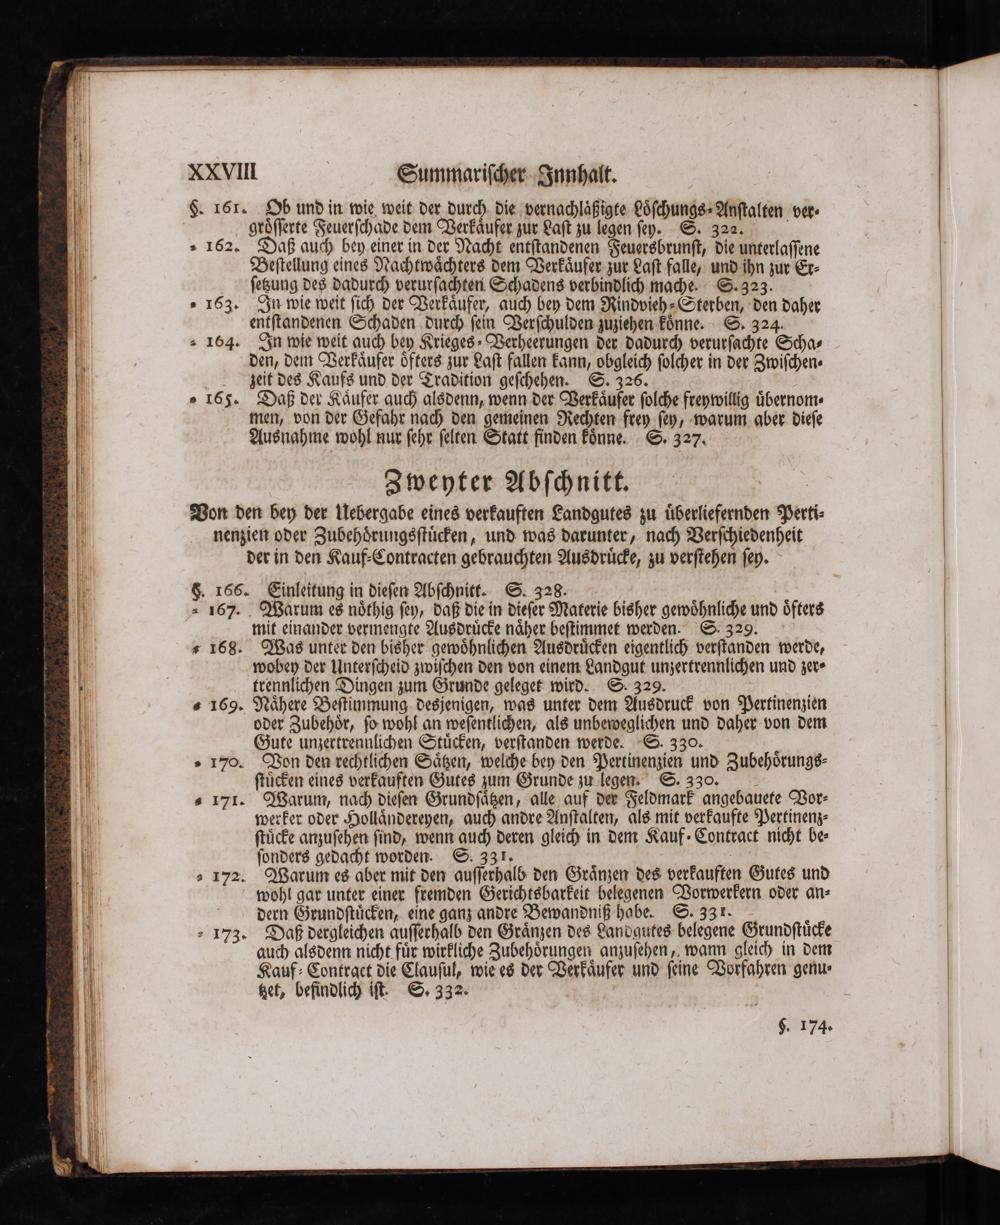 XXVIII Summariſcher Innhalt.
§. 161. Ob und in wie weit der durch die vernachläßigte Löſchungs-Anſtalten ver-
gröſſerte Feuerſchade dem Verkäufer zur Laſt zu legen ſey. S. 322.
= 162. Daß auch bey einer in der Nacht entſtandenen Feuersbrunſt, die unterlaſſene
Beſtellung eines Nachtwächters dem Verkäufer zur Laſt falle, und ihn zur Er-
ſetzung des dadurch verurſachten Schadens verbindlich mache. S. 323.
= 163. In wie weit ſich der Verkäufer, auch bey dem Rindvieh-Sterben, den daher
entſtandenen Schaden durch ſein Verſchulden zuziehen könne. S. 324.
= 164. In wie weit auch bey Krieges-Verheerungen der dadurch verurſachte Scha-
den, dem Verkäufer öfters zur Laſt fallen kann, obgleich ſolcher in der Zwiſchen-
zeit des Kaufs und der Tradition geſchehen. S. 326.
= 165. Daß der Käufer auch alsdenn, wenn der Verkäufer ſolche freywillig übernom-
men, von der Gefahr nach den gemeinen Rechten frey ſey, warum aber dieſe
Ausnahme wohl nur ſehr ſelten Statt finden könne. S. 327.
Zweyter Abſchnitt.
Von den bey der Uebergabe eines verkauften Landgutes zu überliefernden Perti-
nenzien oder Zubehörungsſtücken, und was darunter, nach Verſchiedenheit
der in den Kauf-Contracten gebrauchten Ausdrücke, zu verſtehen ſey.
§. 166. Einleitung in dieſen Abſchnitt. S. 328.
= 167. Warum es nöthig ſey, daß die in dieſer Materie bisher gewöhnliche und öfters
mit einander vermengte Ausdrücke näher beſtimmet werden. S. 329.
= 168. Was unter den bisher gewöhnlichen Ausdrücken eigentlich verſtanden werde,
wobey der Unterſcheid zwiſchen den von einem Landgut unzertrennlichen und zer-
trennlichen Dingen zum Grunde geleget wird. S. 329.
= 169. Nähere Beſtimmung desjenigen, was unter dem Ausdruck von Pertinenzien
oder Zubehör, ſo wohl an weſentlichen, als unbeweglichen und daher von dem
Gute unzertrennlichen Stücken, verſtanden werde. S. 330.
= 170. Von den rechtlichen Sätzen, welche bey den Pertinenzien und Zubehörungs-
ſtücken eines verkauften Gutes zum Grunde zu legen. S. 330.
= 171. Warum, nach dieſen Grundſätzen, alle auf der Feldmark angebauete Vor-
werker oder Holländereyen, auch andre Anſtalten, als mit verkaufte Pertinenz-
ſtücke anzuſehen ſind, wenn auch deren gleich in dem Kauf-Contract nicht be-
ſonders gedacht worden. S. 331.
= 172. Warum es aber mit den auſſerhalb den Gränzen des verkauften Gutes und
wohl gar unter einer fremden Gerichtsbarkeit belegenen Vorwerkern oder an-
dern Grundſtücken, eine ganz andre Bewandniß habe. S. 331.
= 173. Daß dergleichen auſſerhalb den Gränzen des Landgutes belegene Grundſtücke
auch alsdenn nicht für wirkliche Zubehörungen anzuſehen, wann gleich in dem
Kauf-Contract die Clauſul, wie es der Verkäufer und ſeine Vorfahren genu-
tzet, befindlich iſt. S. 332.
§. 174.